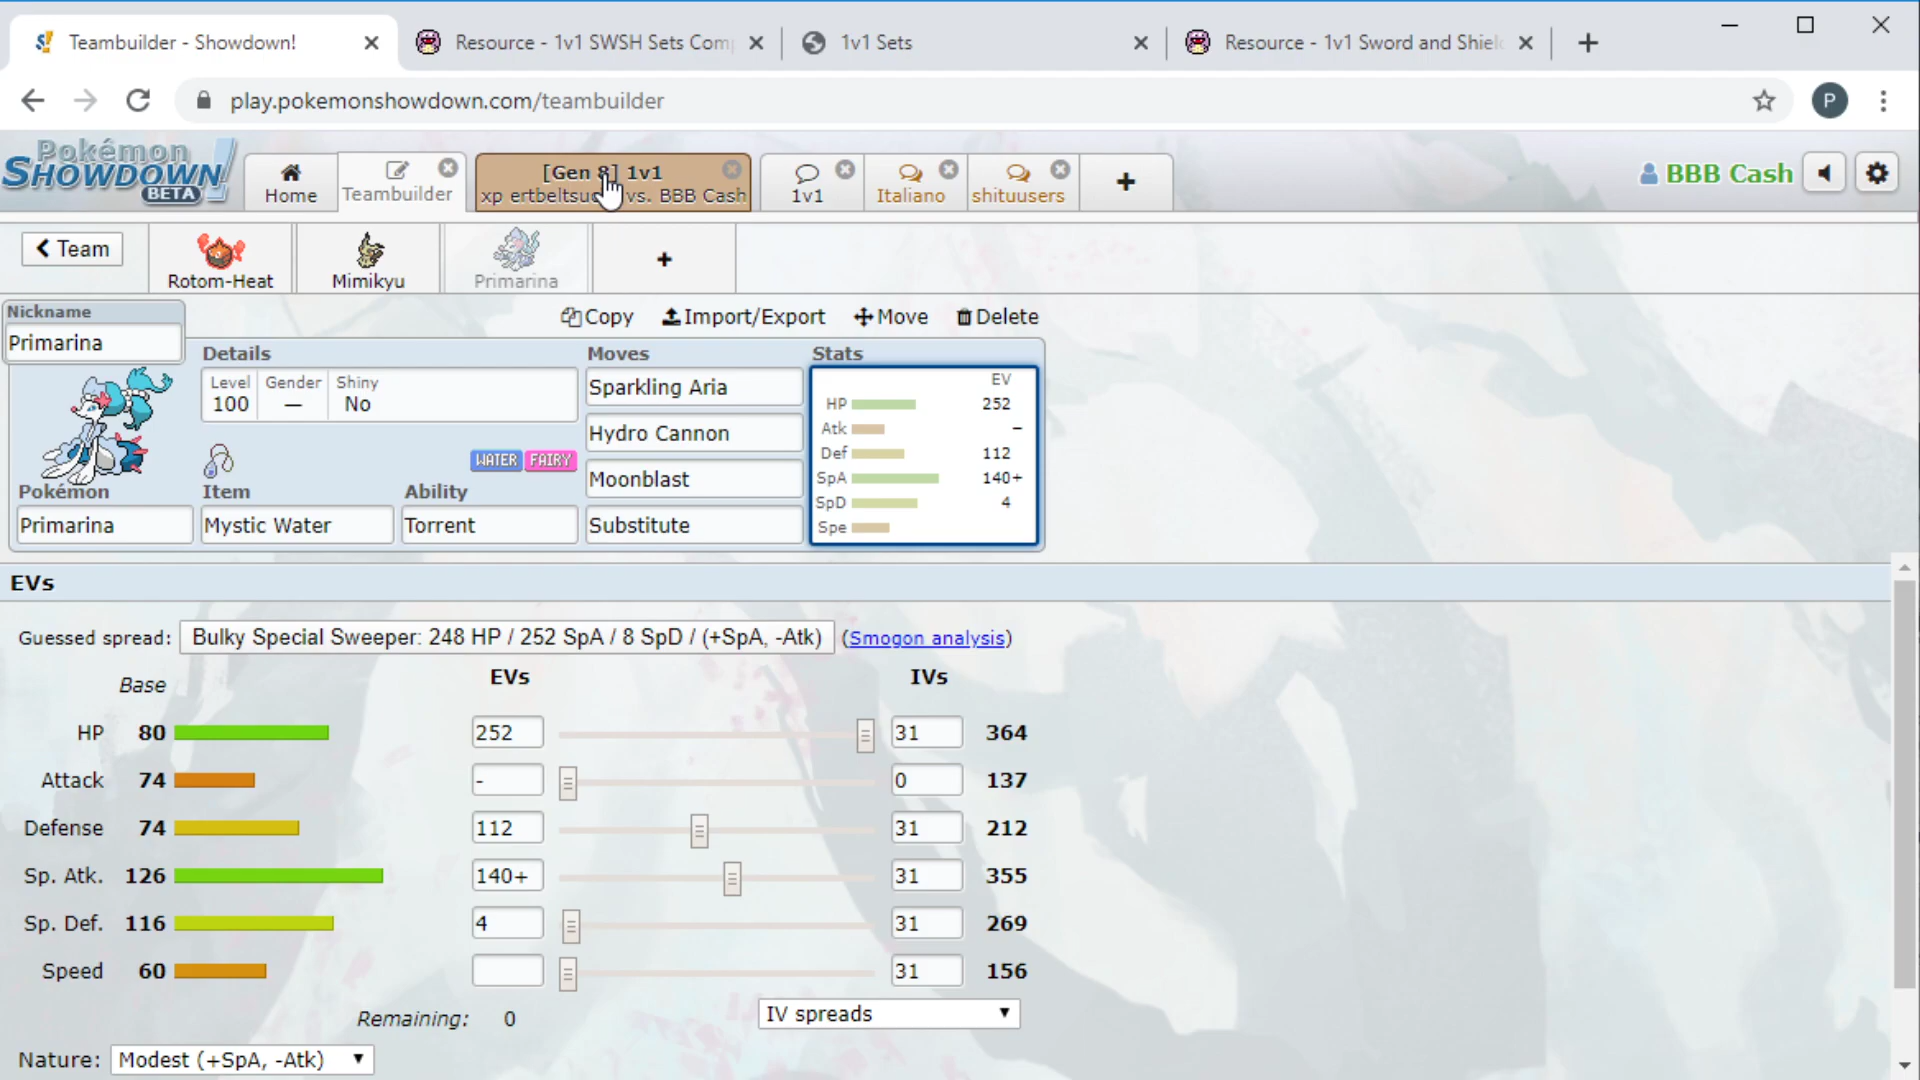 Teambuilder - Showdown!
Resource - 1v1 SWSH Sets Com
1v1 Sets
Resource - 1v1 Sword and Shiel
play.pokemonshowdown.com/teambuilder
P
Pokémon
SHOWDOWN!
BETA
Home
Teambuilder
[Gen 8] 1v1
xp ertbeltsuc vs. BBB Cash
1v1
Italiano
shituusers
+
BBB Cash
Team
Rotom-Heat
Mimikyu
Primarina
+
Nickname
Primarina
Copy
Import/Export
Move
Delete
Details
Moves
Stats
Level
Gender
Shiny
100
—
No
WATER
FAIRY
Pokémon
Item
Ability
Primarina
Mystic Water
Torrent
Sparkling Aria
Hydro Cannon
Moonblast
Substitute
EV
HP 252
Atk –
Def 112
SpA 140+
SpD 4
Spe
EVs
Guessed spread: Bulky Special Sweeper: 248 HP / 252 SpA / 8 SpD / (+SpA, -Atk) (Smogon analysis)
Base EVs IVs
HP 80 252 31 364
Attack 74 - 0 137
Defense 74 112 31 212
Sp. Atk. 126 140+ 31 355
Sp. Def. 116 4 31 269
Speed 60 31 156
Remaining: 0
IV spreads
Nature: Modest (+SpA, -Atk)